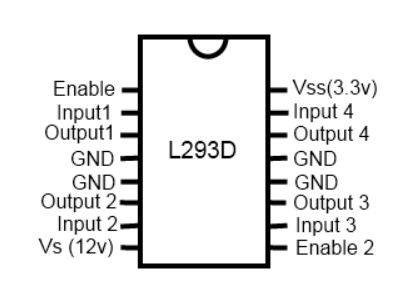 Enable
Input1
Output1
GND
GND
Output 2
Input 2
Vs (12v)
L293D
Vss(3.3v)
Input 4
Output 4
GND
GND
Output 3
Input 3
Enable 2